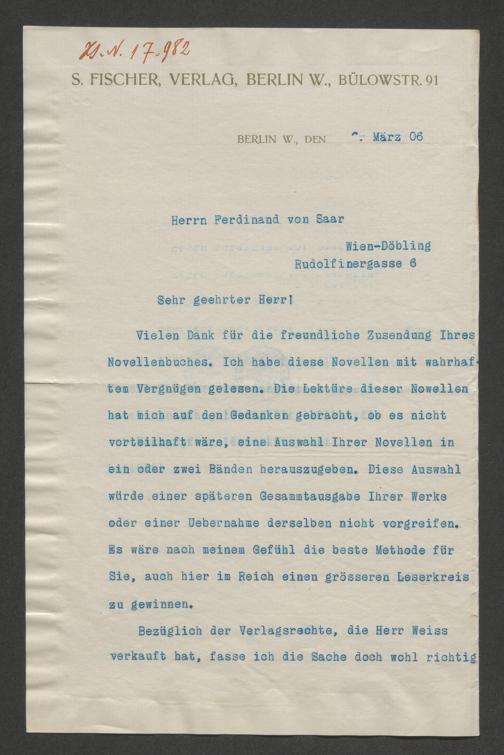 H.N. 17.982
S. FISCHER, VERLAG, BERLIN W., BÜLOWSTR. 91
BERLIN W., DEN . März 06
Herrn Ferdinand von Saar
Wien-Döbling
Rudolfinergasse 6
Sehr geehrter Herr!
Vielen Dank für die freundliche Zusendung Ihres
Novellenbuches. Ich habe diese Novellen mit wahrhaf-
tem Vergnügen gelesen. Die Lektüre dieser Nowellen
hat mich auf den Gedanken gebracht, ob es nicht
vorteilhaft wäre, eine Auswahl Ihrer Novellen in
ein oder zwei Bänden herauszugeben. Diese Auswahl
würde einer späteren Gesammtausgabe Ihrer Werke
oder einer Uebernahme derselben nicht vorgreifen.
Es wäre nach meinem Gefühl die beste Methode für
Sie, auch hier im Reich einen grösseren Leserkreis
zu gewinnen.
Bezüglich der Verlagsrechte, die Herr Weiss
verkauft hat, fasse ich die Sache doch wohl richtig